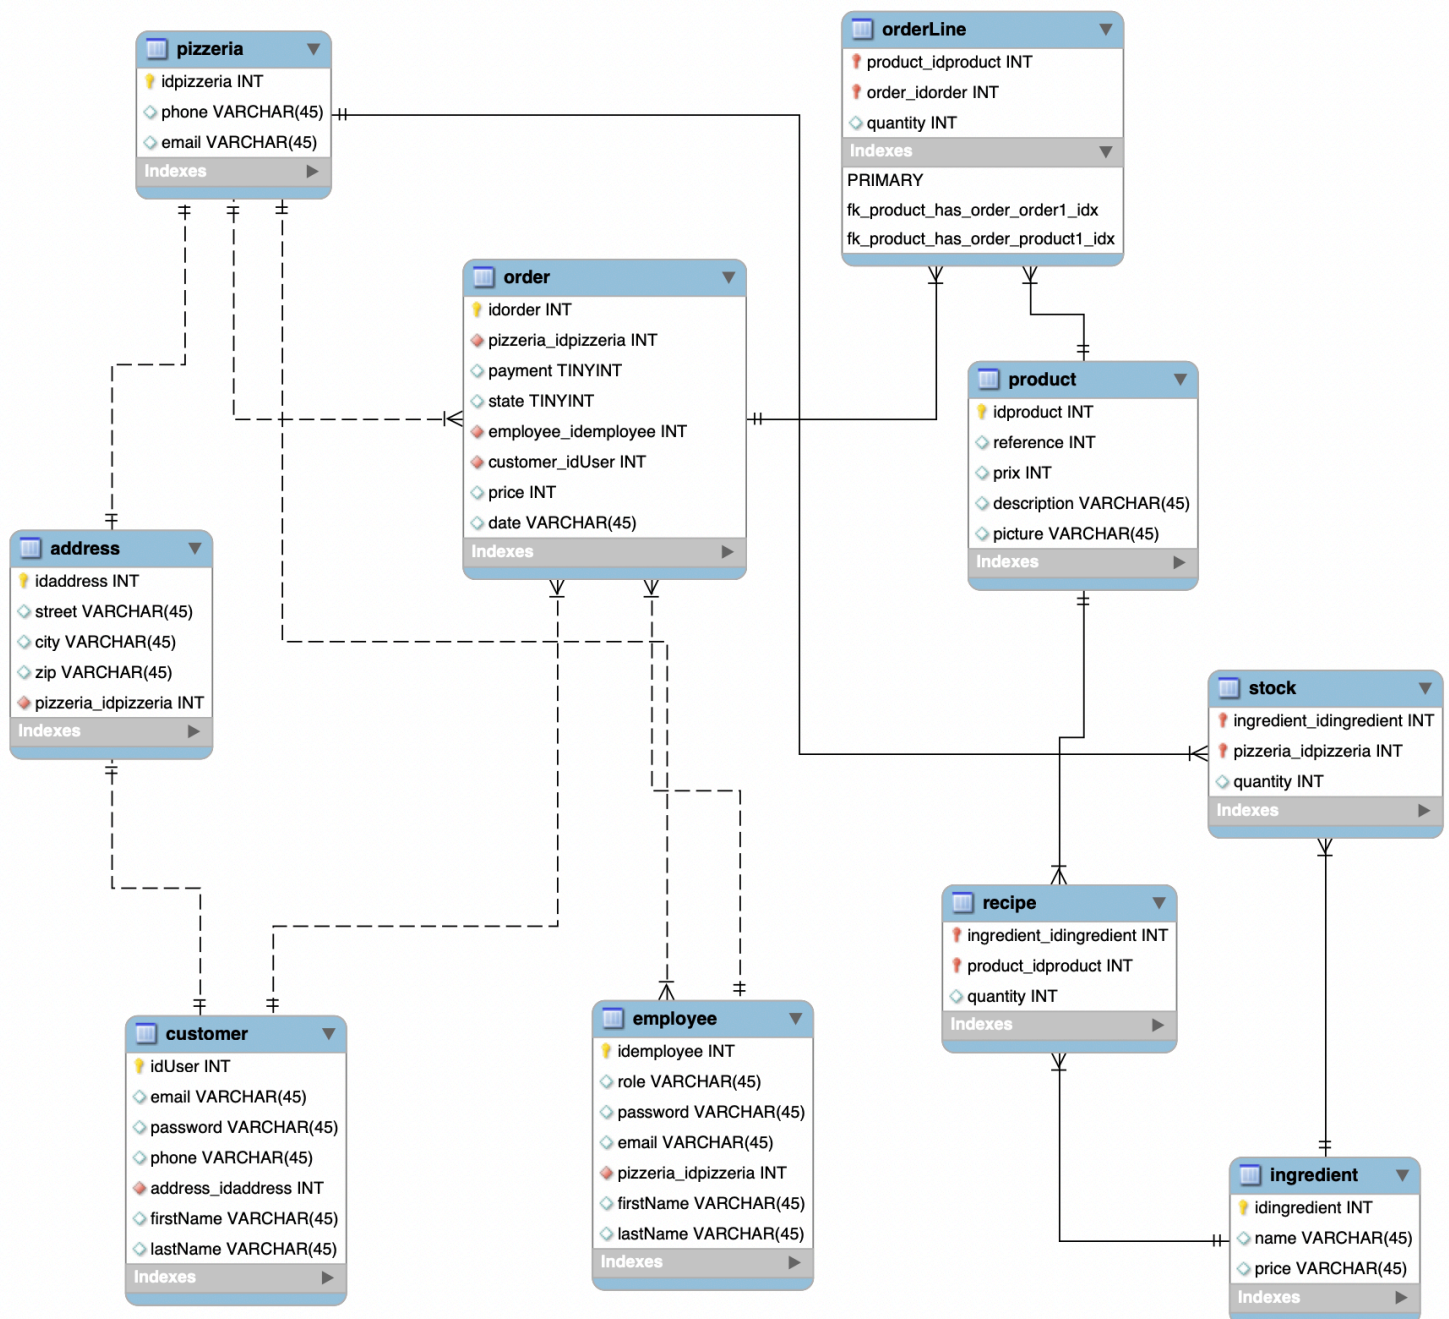 pizzeria
idpizzeria INT
phone VARCHAR(45)
email VARCHAR(45)
Indexes
orderLine
product_idproduct INT
order_idorder INT
quantity INT
Indexes
PRIMARY
fk_product_has_order_order1_idx
fk_product_has_order_product1_idx
order
idorder INT
pizzeria_idpizzeria INT
payment TINYINT
state TINYINT
employee_idemployee INT
customer_idUser INT
price INT
date VARCHAR(45)
Indexes
product
idproduct INT
reference INT
prix INT
description VARCHAR(45)
picture VARCHAR(45)
Indexes
address
idaddress INT
street VARCHAR(45)
city VARCHAR(45)
zip VARCHAR(45)
pizzeria_idpizzeria INT
Indexes
stock
ingredient_idingredient INT
pizzeria_idpizzeria INT
quantity INT
Indexes
recipe
ingredient_idingredient INT
product_idproduct INT
quantity INT
Indexes
customer
idUser INT
email VARCHAR(45)
password VARCHAR(45)
phone VARCHAR(45)
address_idaddress INT
firstName VARCHAR(45)
lastName VARCHAR(45)
Indexes
employee
idemployee INT
role VARCHAR(45)
password VARCHAR(45)
email VARCHAR(45)
pizzeria_idpizzeria INT
firstName VARCHAR(45)
lastName VARCHAR(45)
Indexes
ingredient
idingredient INT
name VARCHAR(45)
price VARCHAR(45)
Indexes